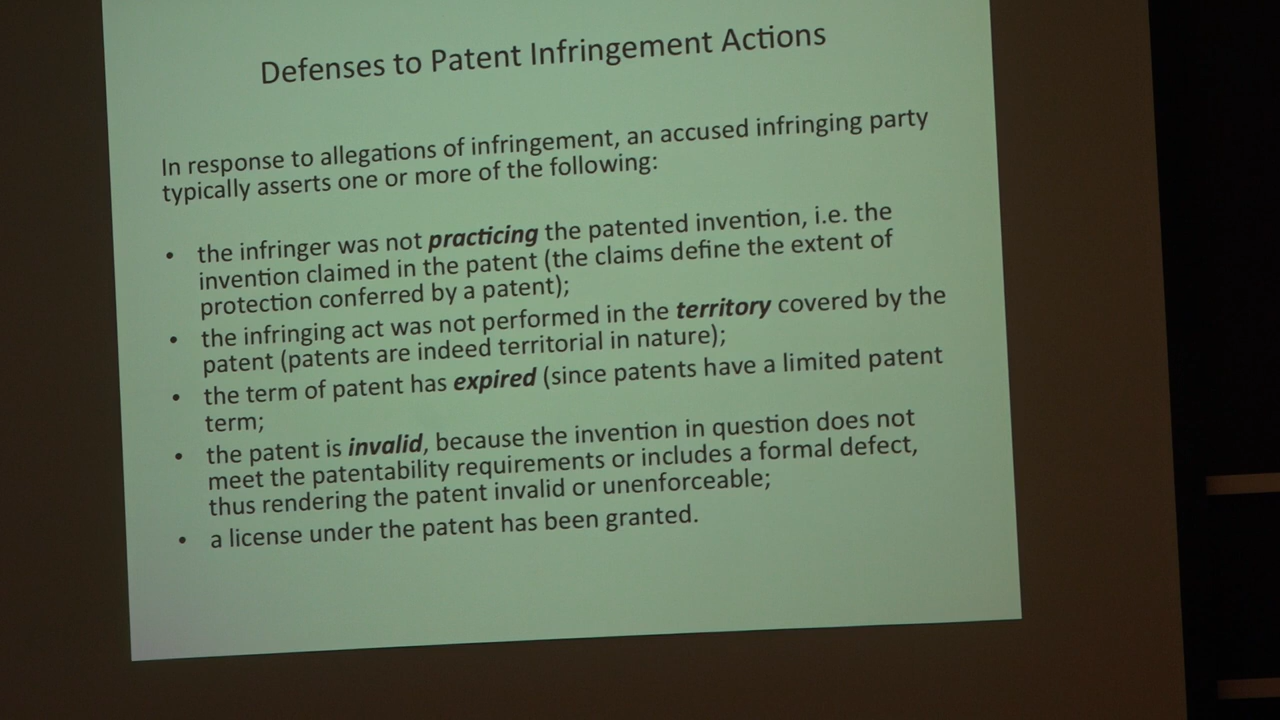 Defenses to Patent Infringement Actions
In response to allegations of infringement, an accused infringing party
typically asserts one or more of the following:
• the infringer was not practicing the patented invention, i.e. the
invention claimed in the patent (the claims define the extent of
protection conferred by a patent);
• the infringing act was not performed in the territory covered by the
patent (patents are indeed territorial in nature);
• the term of patent has expired (since patents have a limited patent
term;
• the patent is invalid, because the invention in question does not
meet the patentability requirements or includes a formal defect,
thus rendering the patent invalid or unenforceable;
• a license under the patent has been granted.